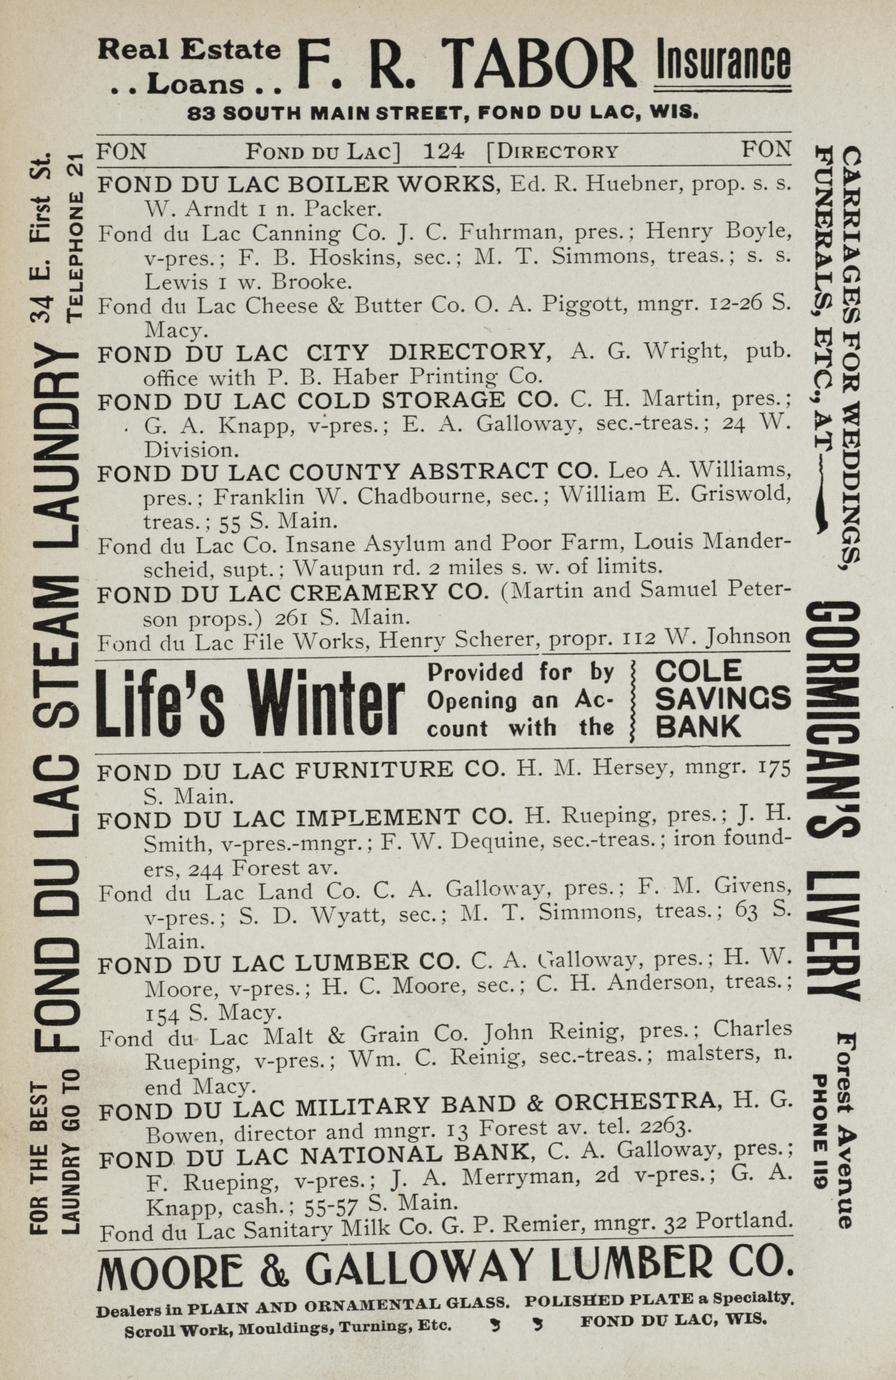 Real Estate
. . Loans . .
F. R. TABOR
Insurance
83 SOUTH MAIN STREET, FOND DU LAC, WIS.
FON FOND DU LAC] 124 [DIRECTORY FON
FOND DU LAC BOILER WORKS, Ed. R. Huebner, prop. s. s.
W. Arndt 1 n. Packer.
Fond du Lac Canning Co. J. C. Fuhrman, pres.; Henry Boyle,
v-pres.; F. B. Hoskins, sec.; M. T. Simmons, treas.; s. s.
Lewis 1 w. Brooke.
Fond du Lac Cheese & Butter Co. O. A. Piggott, mngr. 12-26 S.
Macy.
FOND DU LAC CITY DIRECTORY, A. G. Wright, pub.
office with P. B. Haber Printing Co.
FOND DU LAC COLD STORAGE CO. C. H. Martin, pres.;
G. A. Knapp, v-pres.; E. A. Galloway, sec.-treas.; 24 W.
Division.
FOND DU LAC COUNTY ABSTRACT CO. Leo A. Williams,
pres.; Franklin W. Chadbourne, sec.; William E. Griswold,
treas.; 55 S. Main.
Fond du Lac Co. Insane Asylum and Poor Farm, Louis Mander-
scheid, supt.; Waupun rd. 2 miles s. w. of limits.
FOND DU LAC CREAMERY CO. (Martin and Samuel Peter-
son props.) 261 S. Main.
Fond du Lac File Works, Henry Scherer, propr. 112 W. Johnson
Life's Winter
Provided for by
Opening an Ac-
count with the
COLE
SAVINGS
BANK
FOND DU LAC FURNITURE CO. H. M. Hersey, mngr. 175
S. Main.
FOND DU LAC IMPLEMENT CO. H. Rueping, pres.; J. H.
Smith, v-pres.-mngr.; F. W. Dequine, sec.-treas.; iron found-
ers, 244 Forest av.
Fond du Lac Land Co. C. A. Galloway, pres.; F. M. Givens,
v-pres.; S. D. Wyatt, sec.; M. T. Simmons, treas.; 63 S.
Main.
FOND DU LAC LUMBER CO. C. A. Galloway, pres.; H. W.
Moore, v-pres.; H. C. Moore, sec.; C. H. Anderson, treas.;
154 S. Macy.
Fond du Lac Malt & Grain Co. John Reinig, pres.; Charles
Rueping, v-pres.; Wm. C. Reinig, sec.-treas.; malsters, n.
end Macy.
FOND DU LAC MILITARY BAND & ORCHESTRA, H. G.
Bowen, director and mngr. 13 Forest av. tel. 2263.
FOND DU LAC NATIONAL BANK, C. A. Galloway, pres.;
F. Rueping, v-pres.; J. A. Merryman, 2d v-pres.; G. A.
Knapp, cash.; 55-57 S. Main.
Fond du Lac Sanitary Milk Co. G. P. Remier, mngr. 32 Portland.
MOORE & GALLOWAY LUMBER CO.
Dealers in PLAIN AND ORNAMENTAL GLASS. POLISHED PLATE a Specialty.
Scroll Work, Mouldings, Turning, Etc. FOND DU LAC, WIS.
FOR THE BEST
LAUNDRY GO TO
FOND DU LAC STEAM LAUNDRY
34 E. First St.
TELEPHONE 21
CARRIAGES FOR WEDDINGS,
FUNERALS, ETC., AT
GORMICAN'S LIVERY
Forest Avenue
PHONE 119